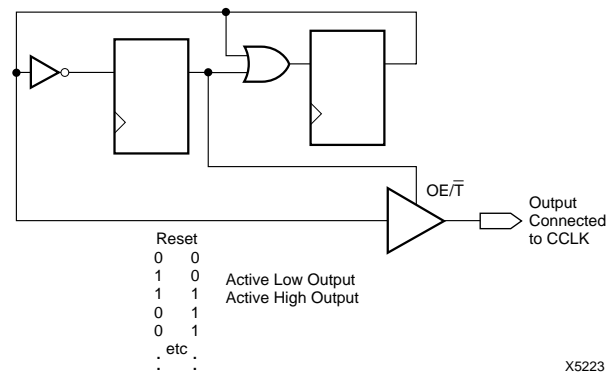 OE/T̅
Output
Connected
to CCLK
Reset
0 0
1 0 Active Low Output
1 1 Active High Output
0 1
0 1
etc
. .
. .
X5223